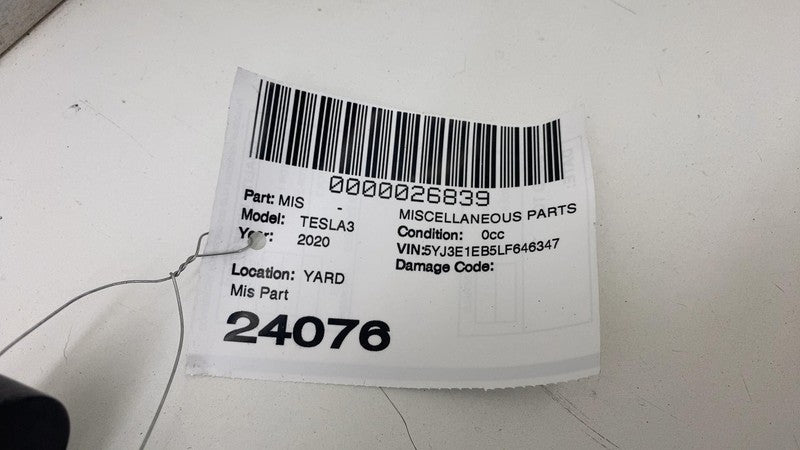 0000026839
Part: MIS - MISCELLANEOUS PARTS
Model: TESLA3 Condition: 0cc
Year: 2020 VIN:5YJ3E1EB5LF646347
Damage Code:
Location: YARD
Mis Part
24076